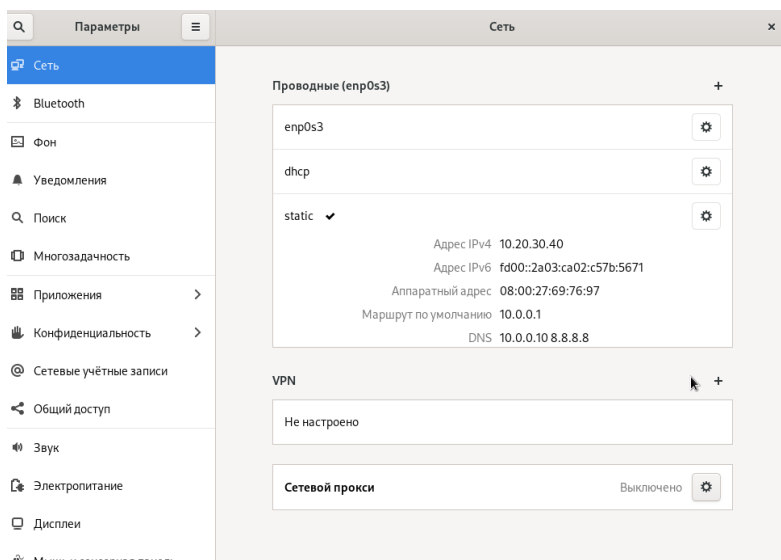 Параметры
Сеть
Сеть
Bluetooth
Фон
Уведомления
Поиск
Многозадачность
Приложения
Конфиденциальность
Сетевые учётные записи
Общий доступ
Звук
Электропитание
Дисплеи
Проводные (enp0s3)
enp0s3
dhcp
static
Адрес IPv4 10.20.30.40
Адрес IPv6 fd00::2a03:ca02:c57b:5671
Аппаратный адрес 08:00:27:69:76:97
Маршрут по умолчанию 10.0.0.1
DNS 10.0.0.10 8.8.8.8
VPN
Не настроено
Сетевой прокси Выключено